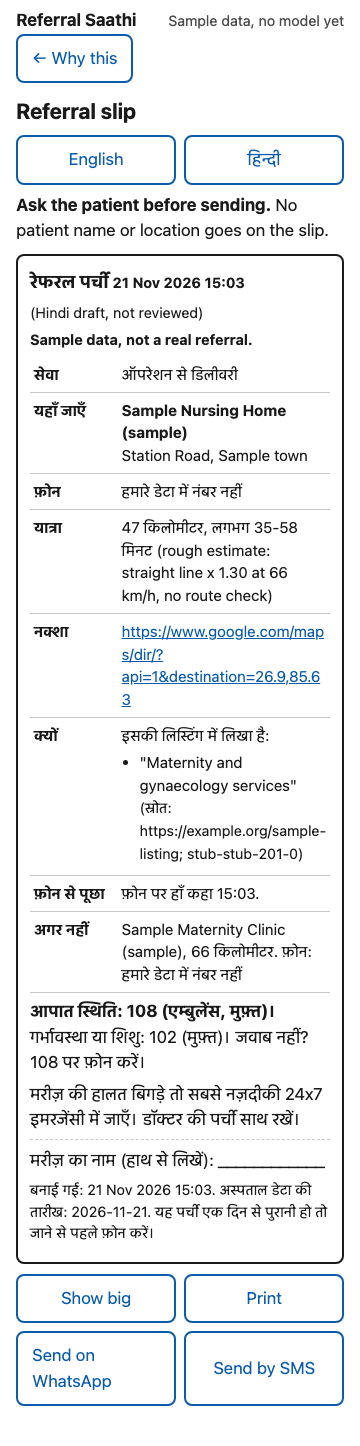 Referral Saathi
Sample data, no model yet
← Why this
Referral slip
English
हिन्दी
Ask the patient before sending. No
patient name or location goes on the slip.
रेफरल पर्ची 21 Nov 2026 15:03
(Hindi draft, not reviewed)
Sample data, not a real referral.
सेवा ऑपरेशन से डिलीवरी
यहाँ जाएँ Sample Nursing Home
(sample)
Station Road, Sample town
फ़ोन हमारे डेटा में नंबर नहीं
यात्रा 47 किलोमीटर, लगभग 35-58
मिनट (rough estimate:
straight line x 1.30 at 66
km/h, no route check)
नक्शा https://www.google.com/map
s/dir/?
api=1&destination=26.9,85.6
3
क्यों इसकी लिस्टिंग में लिखा है:
• "Maternity and
gynaecology services"
(स्रोत:
https://example.org/sample-
listing; stub-stub-201-0)
फ़ोन से पूछा फ़ोन पर हाँ कहा 15:03.
अगर नहीं Sample Maternity Clinic
(sample), 66 किलोमीटर. फ़ोन:
हमारे डेटा में नंबर नहीं
आपात स्थिति: 108 (एम्बुलेंस, मुफ़्त)।
गर्भावस्था या शिशु: 102 (मुफ़्त)। जवाब नहीं?
108 पर फ़ोन करें।
मरीज़ की हालत बिगड़े तो सबसे नज़दीकी 24x7
इमरजेंसी में जाएँ। डॉक्टर की पर्ची साथ रखें।
मरीज़ का नाम (हाथ से लिखें): ____________
बनाई गई: 21 Nov 2026 15:03. अस्पताल डेटा की
तारीख: 2026-11-21. यह पर्ची एक दिन से पुरानी हो तो
जाने से पहले फ़ोन करें।
Show big
Print
Send on
WhatsApp
Send by SMS